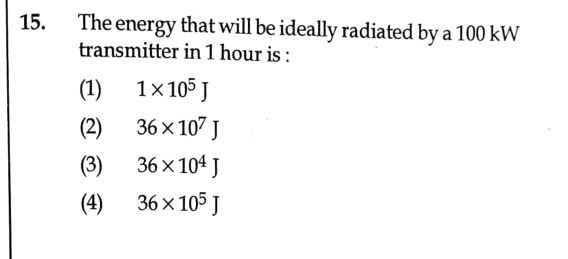 15. The energy that will be ideally radiated by a 100 kW
transmitter in 1 hour is :
(1) 1 × 10⁵ J
(2) 36 × 10⁷ J
(3) 36 × 10⁴ J
(4) 36 × 10⁵ J